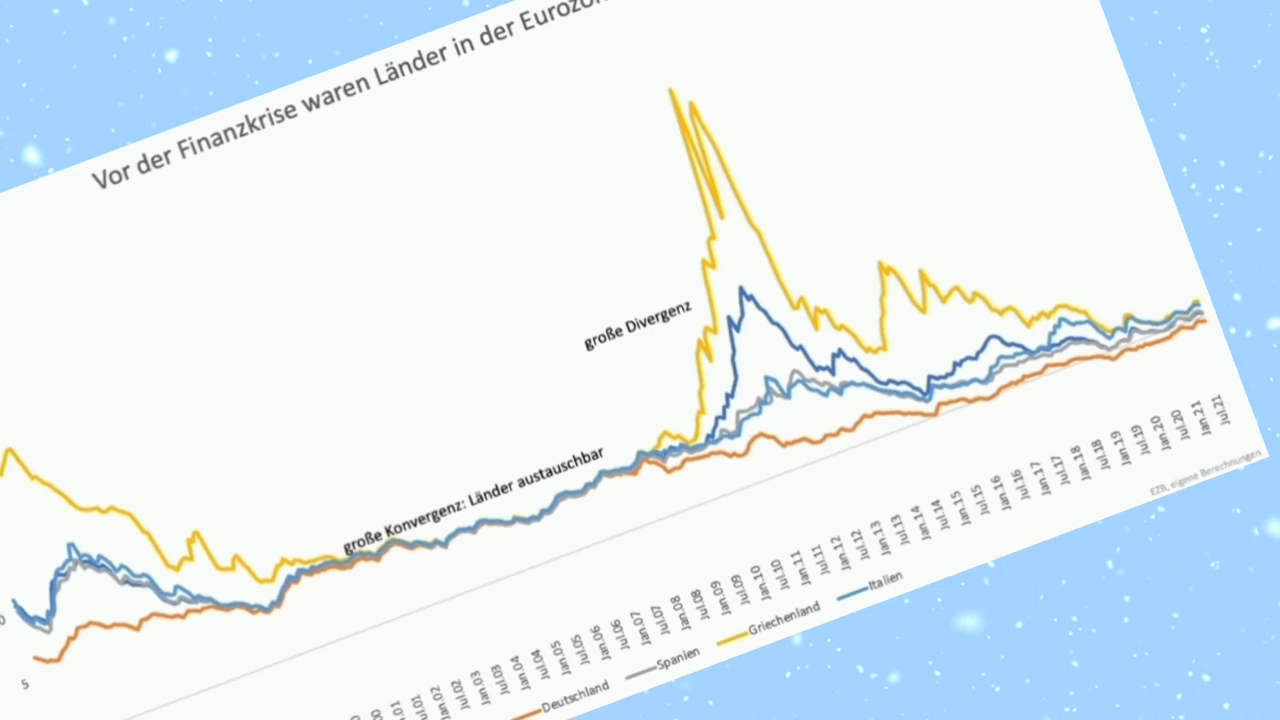 Vor der Finanzkrise waren Länder in der
große Divergenz
große Konvergenz: Länder austauschbar
0
5
Jul.01
Jan.02
Jul.02
Jan.03
Jul.03
Jan.04
Jul.04
Jan.05
Jul.05
Jan.06
Jul.06
Jan.07
Jul.07
Jan.08
Jul.08
Jan.09
Jul.09
Jan.10
Jul.10
Jan.11
Jul.11
Jan.12
Jul.12
Jan.13
Jul.13
Jan.14
Jul.14
Jan.15
Jul.15
Jan.16
Jul.16
Jan.17
Jul.17
Jan.18
Jul.18
Jan.19
Jul.19
Jan.20
Jul.20
Jan.21
Jul.21
Deutschland
Spanien
Griechenland
Italien
EZB, eigene Berechnungen